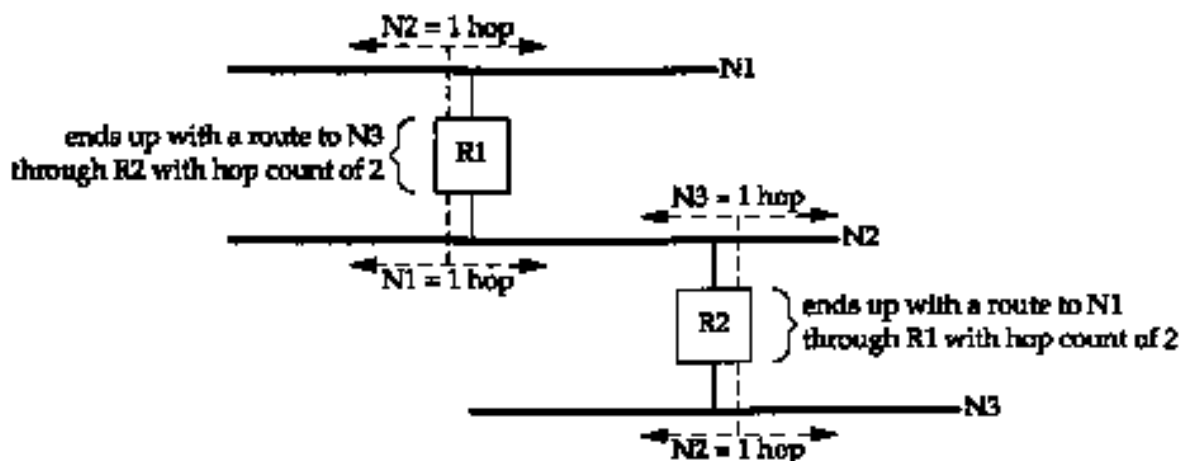 N2 = 1 hop
N1
ends up with a route to N3
through R2 with hop count of 2
R1
N3 = 1 hop
N2
N1 = 1 hop
R2
ends up with a route to N1
through R1 with hop count of 2
N3
N2 = 1 hop